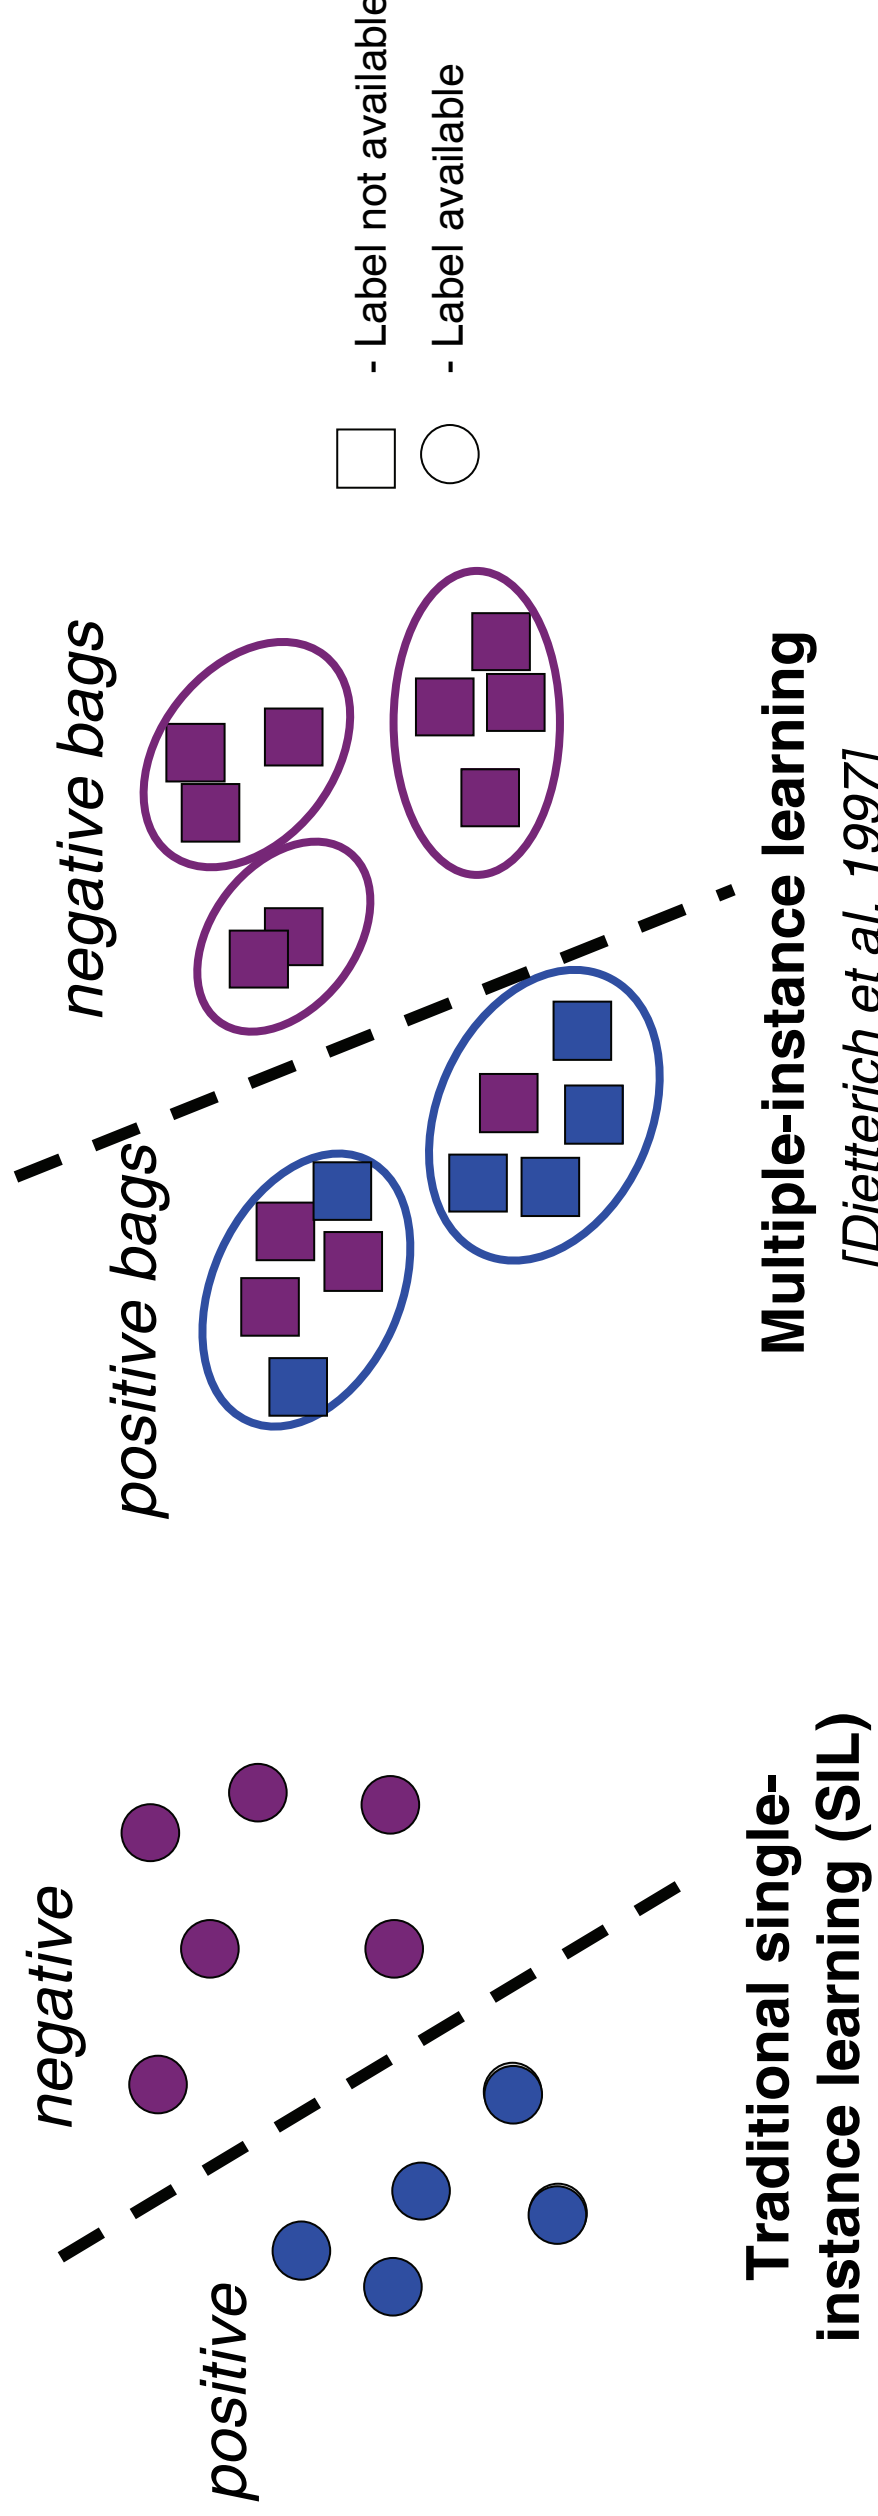 positive
negative
Traditional single-
instance learning (SIL)
positive bags
negative bags
Multiple-instance learning
[Dietterich et al. 1997]
- Label not available
- Label available